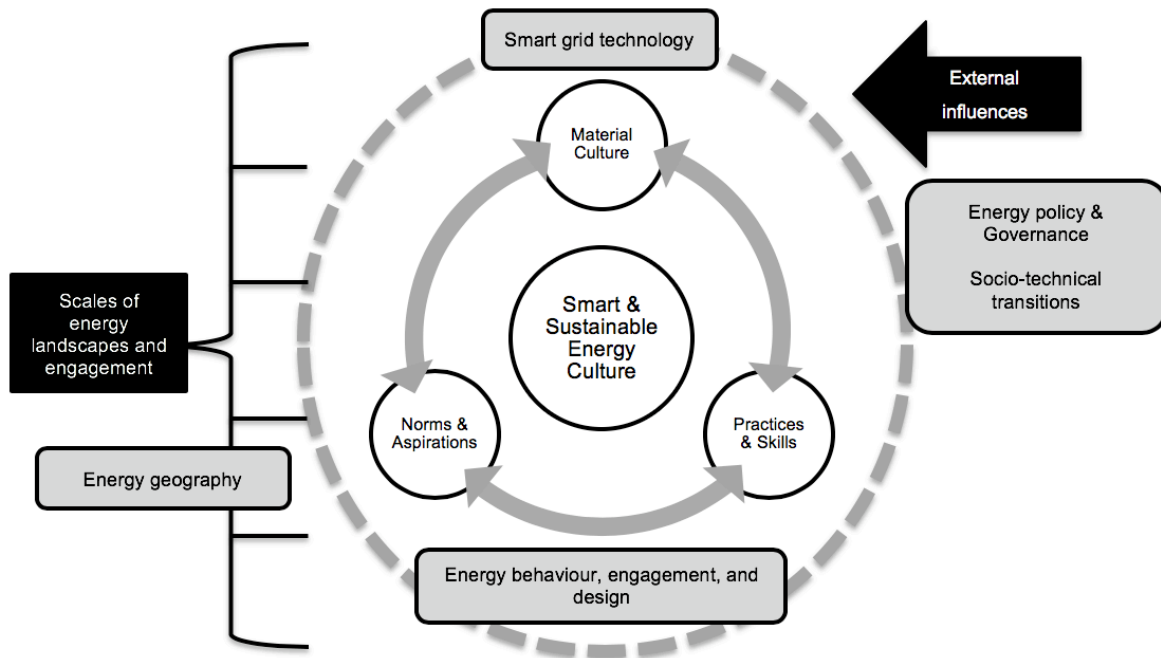 Smart grid technology
External
influences
Material
Culture
Energy policy &
Governance
Socio-technical
transitions
Scales of
energy
landscapes and
engagement
Smart &
Sustainable
Energy
Culture
Norms &
Aspirations
Practices
& Skills
Energy geography
Energy behaviour, engagement, and
design